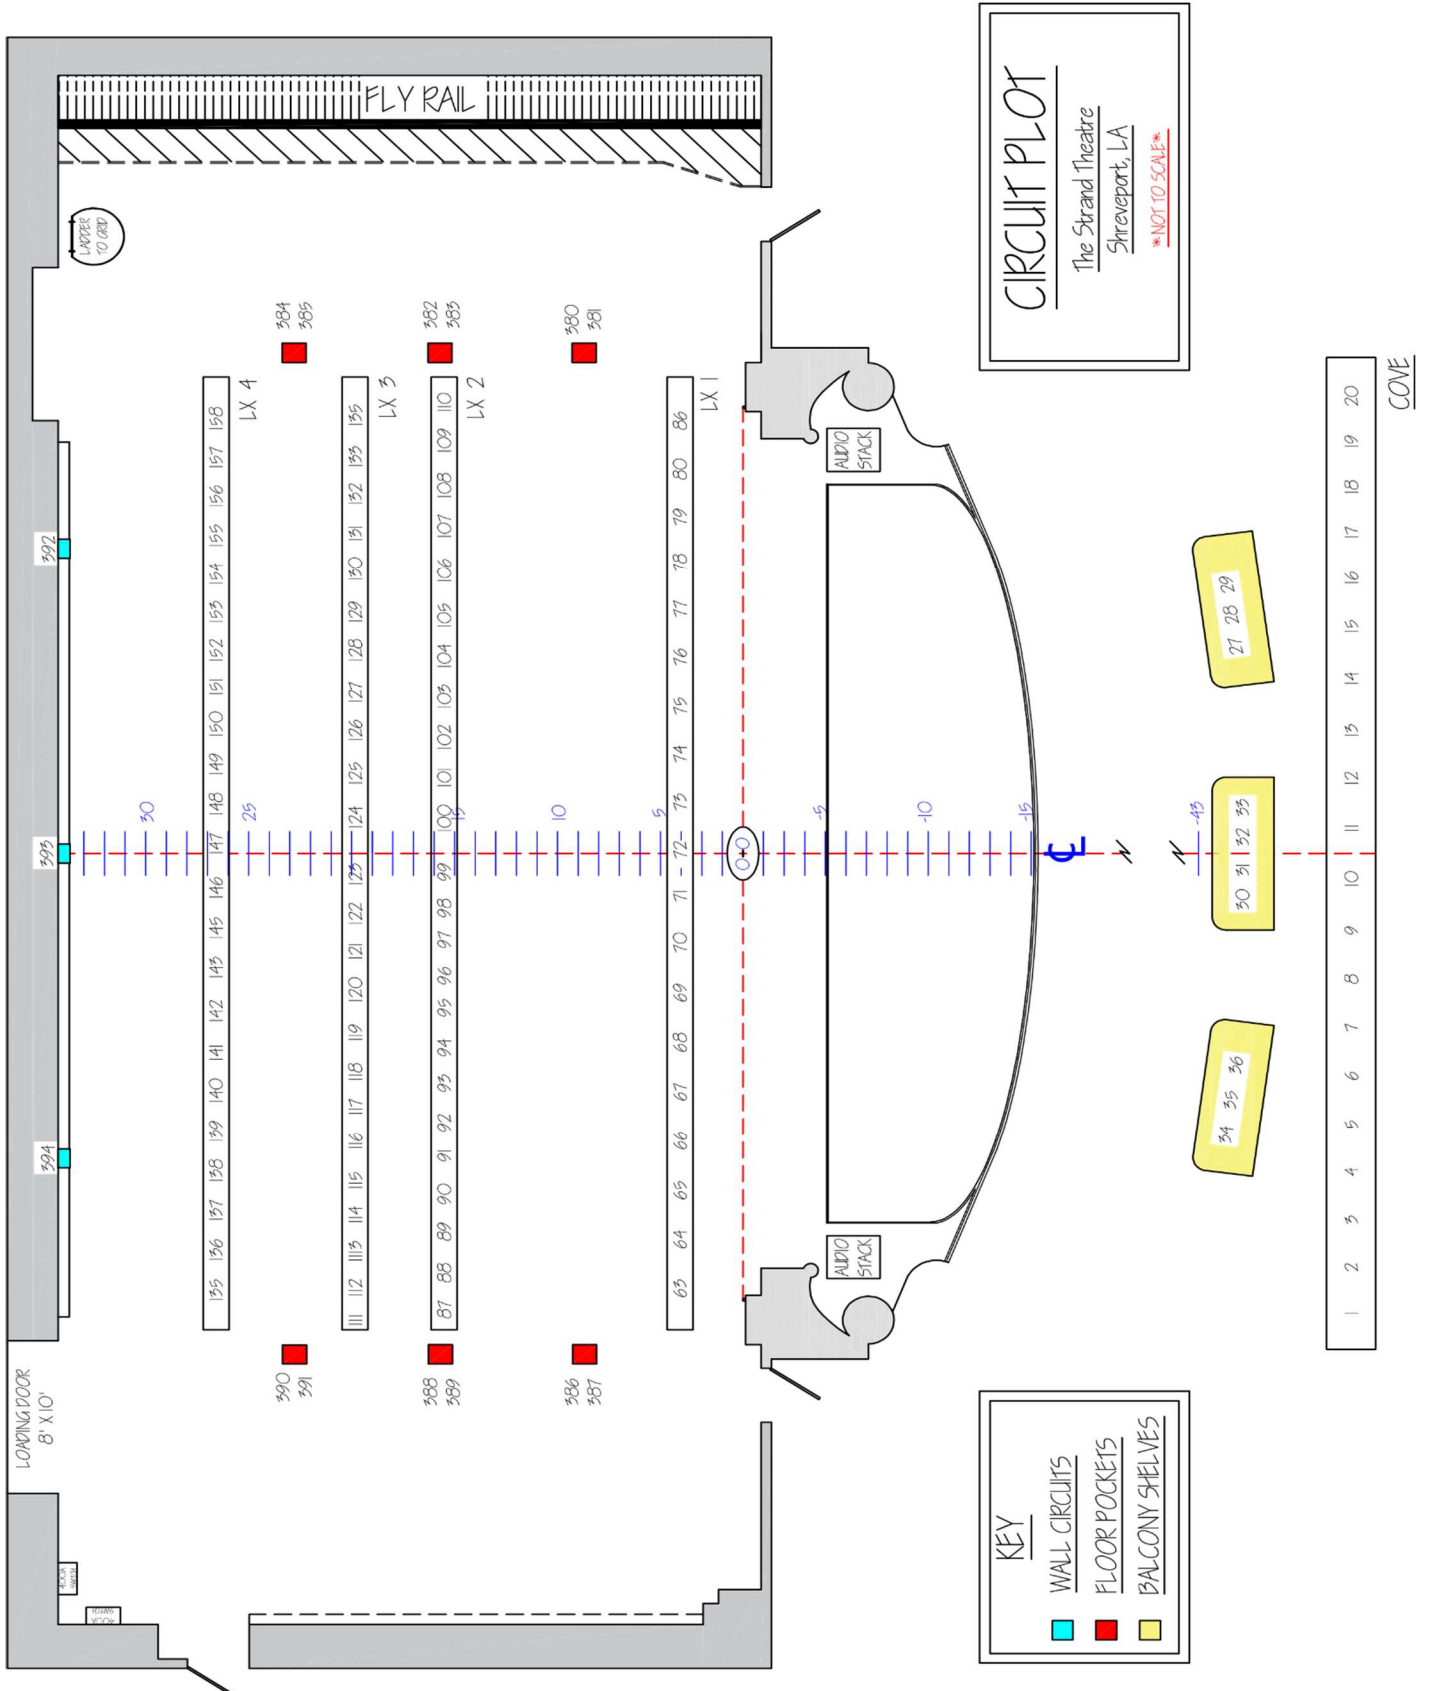 LOADING DOOR
8' X 10'
394
393
392
400A
SWITCH
400A
SWITCH
LADDER
TO GRID
FLY RAIL
30
135 136 137 138 139 140 141 142 143 145 146 147 148 149 150 151 152 153 154 155 156 157 158
LX 4
25
390
391
384
385
111 112 1113 114 115 116 117 118 119 120 121 122 123 124 125 126 127 128 129 130 131 132 133 135
LX 3
388
389
382
383
87 88 89 90 91 92 93 94 95 96 97 98 99 100 101 102 103 104 105 106 107 108 109 110
LX 2
15
10
386
387
380
381
5
63 64 65 66 67 68 69 70 71 72 73 74 75 76 77 78 79 80 86
LX 1
0+0
-5
AUDIO
STACK
AUDIO
STACK
-10
-15
CL
-43
34 35 36
30 31 32 33
27 28 29
1 2 3 4 5 6 7 8 9 10 11 12 13 14 15 16 17 18 19 20
COVE
KEY
WALL CIRCUITS
FLOOR POCKETS
BALCONY SHELVES
CIRCUIT PLOT
The Strand Theatre
Shreveport, LA
*NOT TO SCALE*